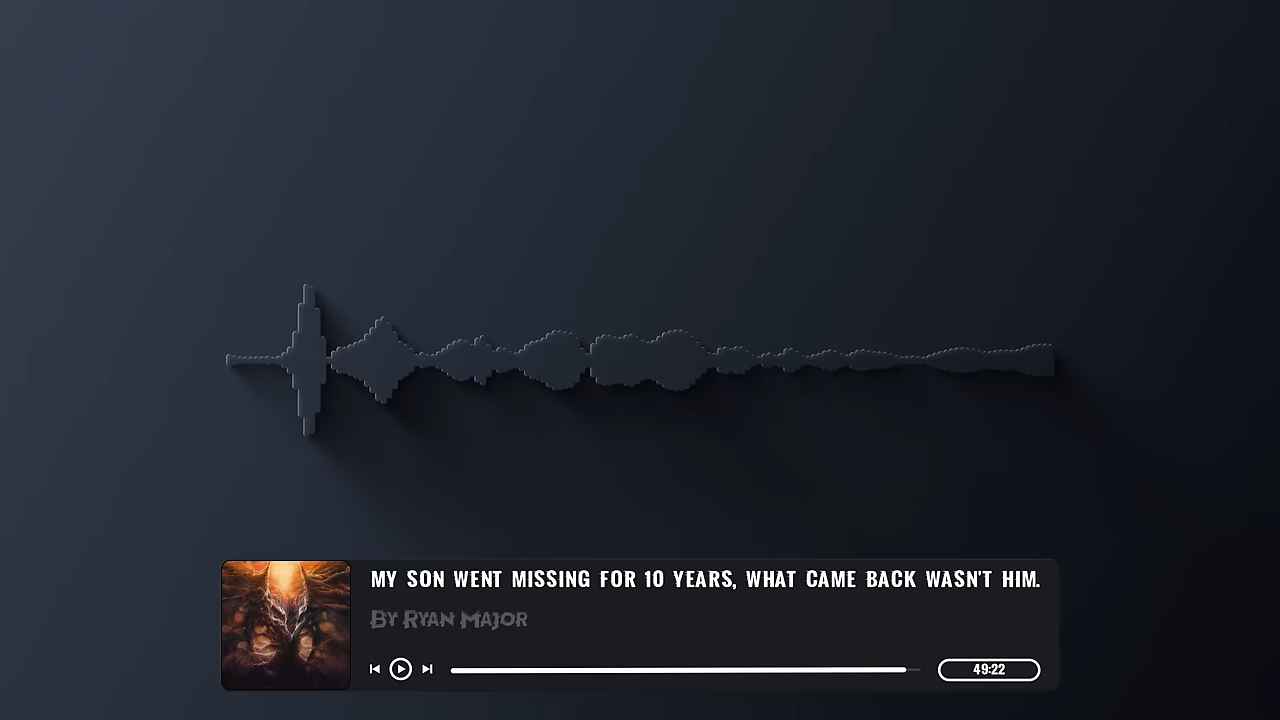 MY SON WENT MISSING FOR 10 YEARS, WHAT CAME BACK WASN'T HIM.
BY RYAN MAJOR
49:22